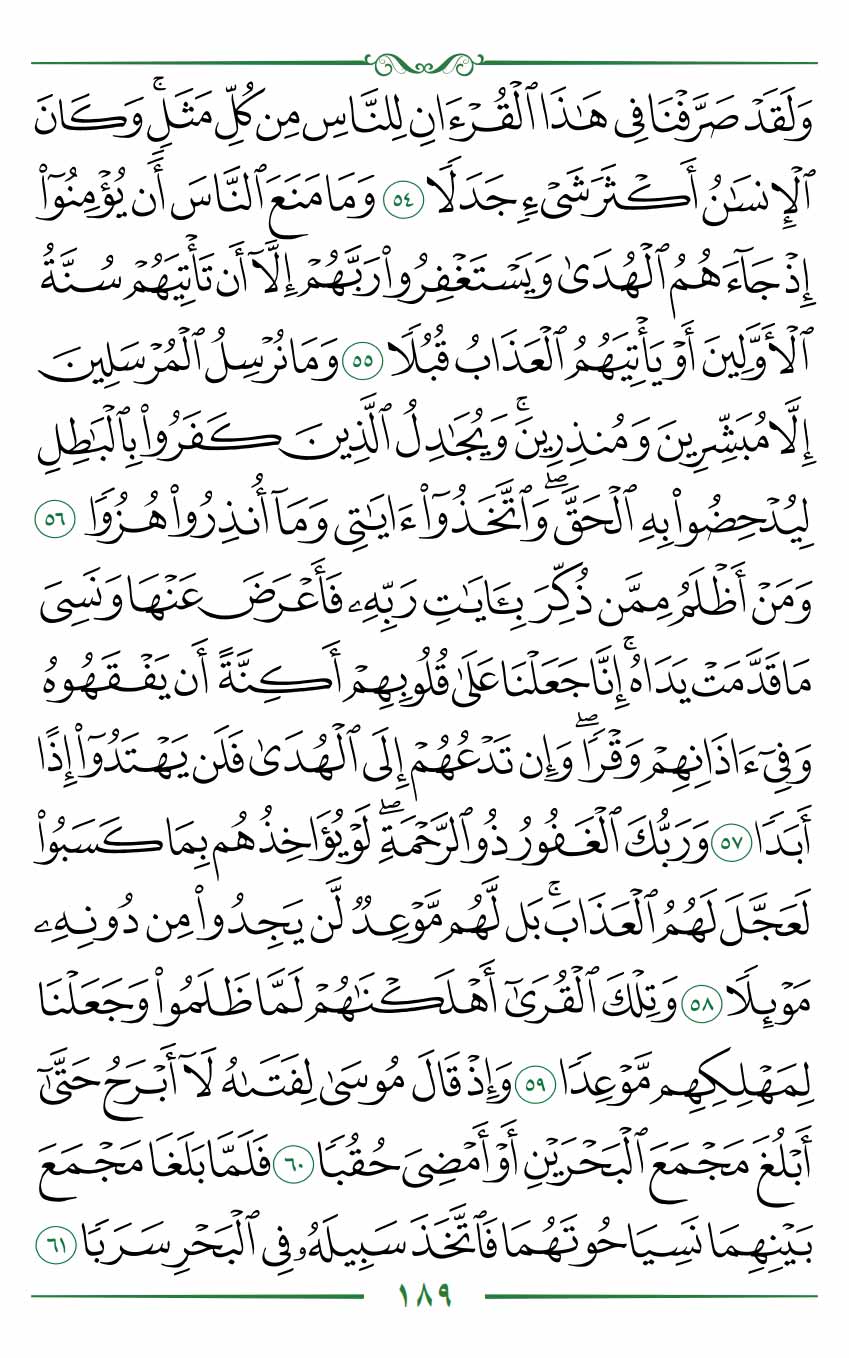 وَلَقَدۡ صَرَّفۡنَا فِي هَٰذَا ٱلۡقُرۡءَانِ لِلنَّاسِ مِن كُلِّ مَثَلٖۚ وَكَانَ
ٱلۡإِنسَٰنُ أَكۡثَرَ شَيۡءٖ جَدَلٗا ٥٤ وَمَا مَنَعَ ٱلنَّاسَ أَن يُؤۡمِنُوٓاْ
إِذۡ جَآءَهُمُ ٱلۡهُدَىٰ وَيَسۡتَغۡفِرُواْ رَبَّهُمۡ إِلَّآ أَن تَأۡتِيَهُمۡ سُنَّةُ
ٱلۡأَوَّلِينَ أَوۡ يَأۡتِيَهُمُ ٱلۡعَذَابُ قُبُلٗا ٥٥ وَمَا نُرۡسِلُ ٱلۡمُرۡسَلِينَ
إِلَّا مُبَشِّرِينَ وَمُنذِرِينَۚ وَيُجَٰدِلُ ٱلَّذِينَ كَفَرُواْ بِٱلۡبَٰطِلِ
لِيُدۡحِضُواْ بِهِ ٱلۡحَقَّۖ وَٱتَّخَذُوٓاْ ءَايَٰتِي وَمَآ أُنذِرُواْ هُزُوٗا ٥٦
وَمَنۡ أَظۡلَمُ مِمَّن ذُكِّرَ بِـَٔايَٰتِ رَبِّهِۦ فَأَعۡرَضَ عَنۡهَا وَنَسِيَ
مَا قَدَّمَتۡ يَدَاهُۚ إِنَّا جَعَلۡنَا عَلَىٰ قُلُوبِهِمۡ أَكِنَّةً أَن يَفۡقَهُوهُ
وَفِيٓ ءَاذَانِهِمۡ وَقۡرٗاۖ وَإِن تَدۡعُهُمۡ إِلَى ٱلۡهُدَىٰ فَلَن يَهۡتَدُوٓاْ إِذًا
أَبَدٗا ٥٧ وَرَبُّكَ ٱلۡغَفُورُ ذُو ٱلرَّحۡمَةِۖ لَوۡ يُؤَاخِذُهُم بِمَا كَسَبُواْ
لَعَجَّلَ لَهُمُ ٱلۡعَذَابَۚ بَل لَّهُم مَّوۡعِدٞ لَّن يَجِدُواْ مِن دُونِهِۦ
مَوۡئِلٗا ٥٨ وَتِلۡكَ ٱلۡقُرَىٰٓ أَهۡلَكۡنَٰهُمۡ لَمَّا ظَلَمُواْ وَجَعَلۡنَا
لِمَهۡلِكِهِم مَّوۡعِدٗا ٥٩ وَإِذۡ قَالَ مُوسَىٰ لِفَتَىٰهُ لَآ أَبۡرَحُ حَتَّىٰٓ
أَبۡلُغَ مَجۡمَعَ ٱلۡبَحۡرَيۡنِ أَوۡ أَمۡضِيَ حُقُبٗا ٦٠ فَلَمَّا بَلَغَا مَجۡمَعَ
بَيۡنِهِمَا نَسِيَا حُوتَهُمَا فَٱتَّخَذَ سَبِيلَهُۥ فِي ٱلۡبَحۡرِ سَرَبٗا ٦١
١٨٩